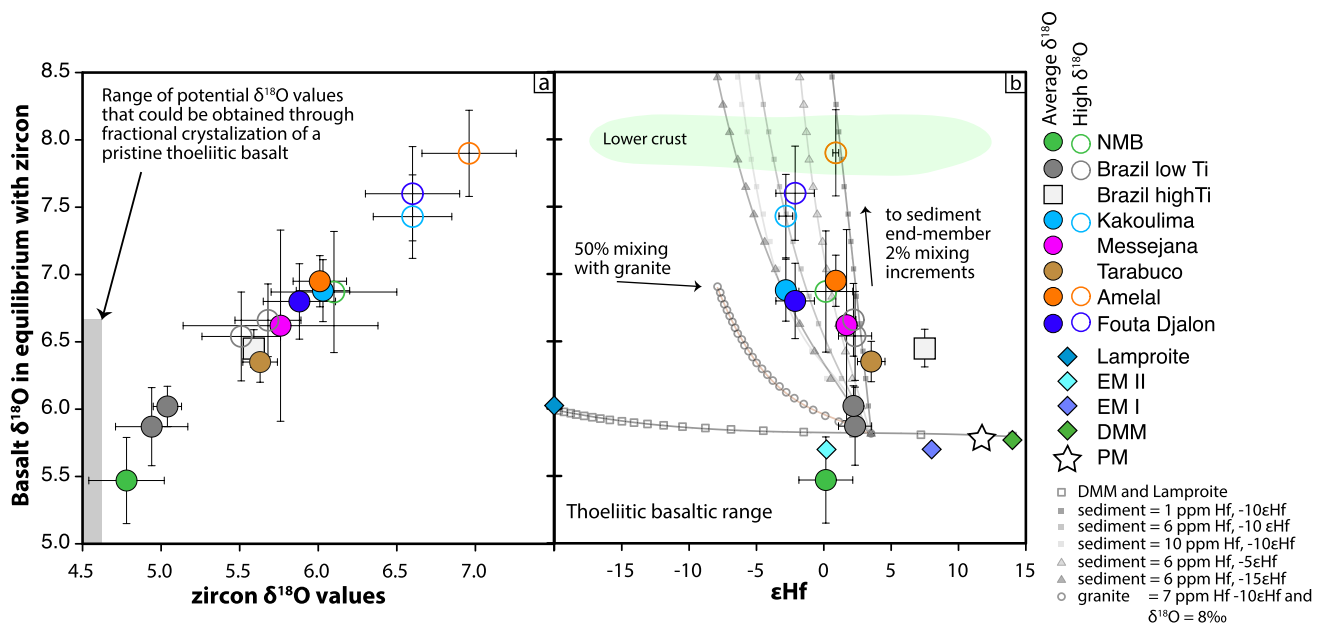 Basalt δ¹⁸O in equilibrium with zircon
8.5
8.0
7.5
7.0
6.5
6.0
5.5
5.0
a
Range of potential δ¹⁸O values
that could be obtained through
fractional crystalization of a
pristine thoeliitic basalt
4.5
5.0
5.5
6.0
6.5
7.0
zircon δ¹⁸O values
b
Lower crust
50% mixing
with granite
to sediment
end-member
2% mixing
increments
Thoeliitic basaltic range
-15
-10
-5
0
5
10
15
εHf
Average δ¹⁸O
High δ¹⁸O
NMB
Brazil low Ti
Brazil highTi
Kakoulima
Messejana
Tarabuco
Amelal
Fouta Djalon
Lamproite
EM II
EM I
DMM
PM
DMM and Lamproite
sediment = 1 ppm Hf, -10εHf
sediment = 6 ppm Hf, -10 εHf
sediment = 10 ppm Hf, -10εHf
sediment = 6 ppm Hf, -5εHf
sediment = 6 ppm Hf, -15εHf
granite = 7 ppm Hf -10εHf and
δ¹⁸O = 8‰